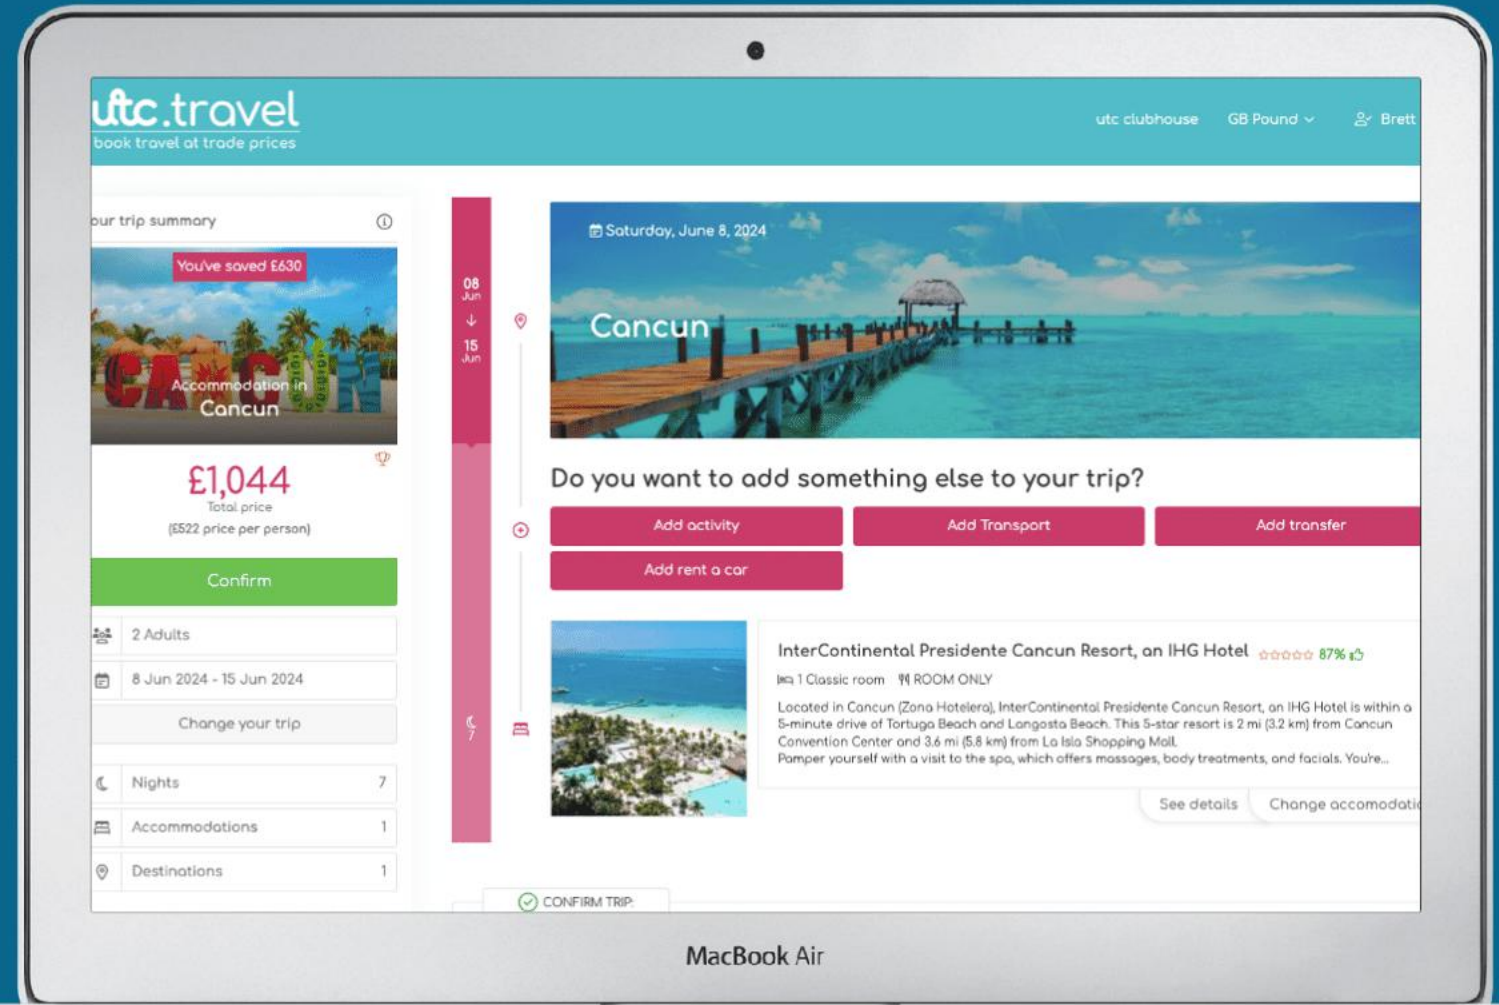 utc.travel
book travel at trade prices
utc clubhouse
GB Pound
Brett
our trip summary
You've saved £630
CANCUN
Accommodation in
Cancun
£1,044
Total price
(£522 price per person)
Confirm
2 Adults
8 Jun 2024 - 15 Jun 2024
Change your trip
Nights 7
Accommodations 1
Destinations 1
08
Jun
15
Jun
7
Saturday, June 8, 2024
Cancun
Do you want to add something else to your trip?
Add activity
Add Transport
Add transfer
Add rent a car
InterContinental Presidente Cancun Resort, an IHG Hotel 87%
1 Classic room ROOM ONLY
Located in Cancun (Zona Hotelera), InterContinental Presidente Cancun Resort, an IHG Hotel is within a
5-minute drive of Tortuga Beach and Langosta Beach. This 5-star resort is 2 mi (3.2 km) from Cancun
Convention Center and 3.6 mi (5.8 km) from La Isla Shopping Mall.
Pamper yourself with a visit to the spa, which offers massages, body treatments, and facials. You're...
See details
Change accomodatio
CONFIRM TRIP:
MacBook Air